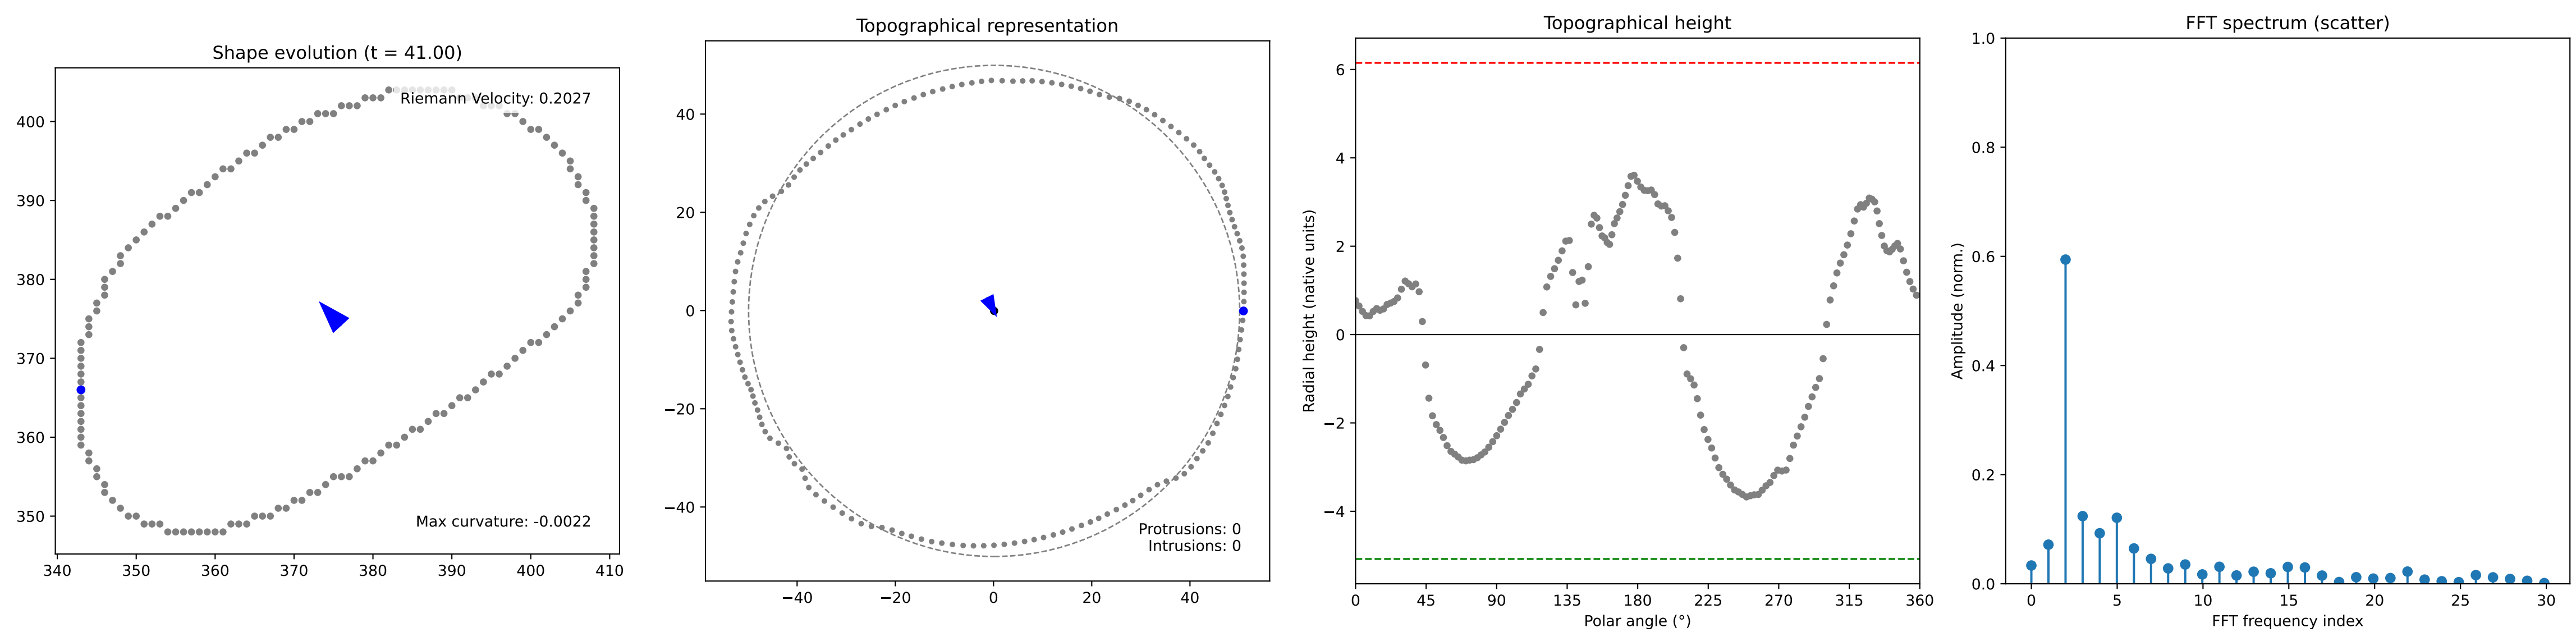 Shape evolution (t = 41.00)
Riemann Velocity: 0.2027
Max curvature: -0.0022
400
390
380
370
360
350
340 350 360 370 380 390 400 410
Topographical representation
40
20
0
−20
−40
Protrusions: 0
Intrusions: 0
−40 −20 0 20 40
Topographical height
Radial height (native units)
6
4
2
0
−2
−4
0 45 90 135 180 225 270 315 360
Polar angle (°)
FFT spectrum (scatter)
Amplitude (norm.)
1.0
0.8
0.6
0.4
0.2
0.0
0 5 10 15 20 25 30
FFT frequency index